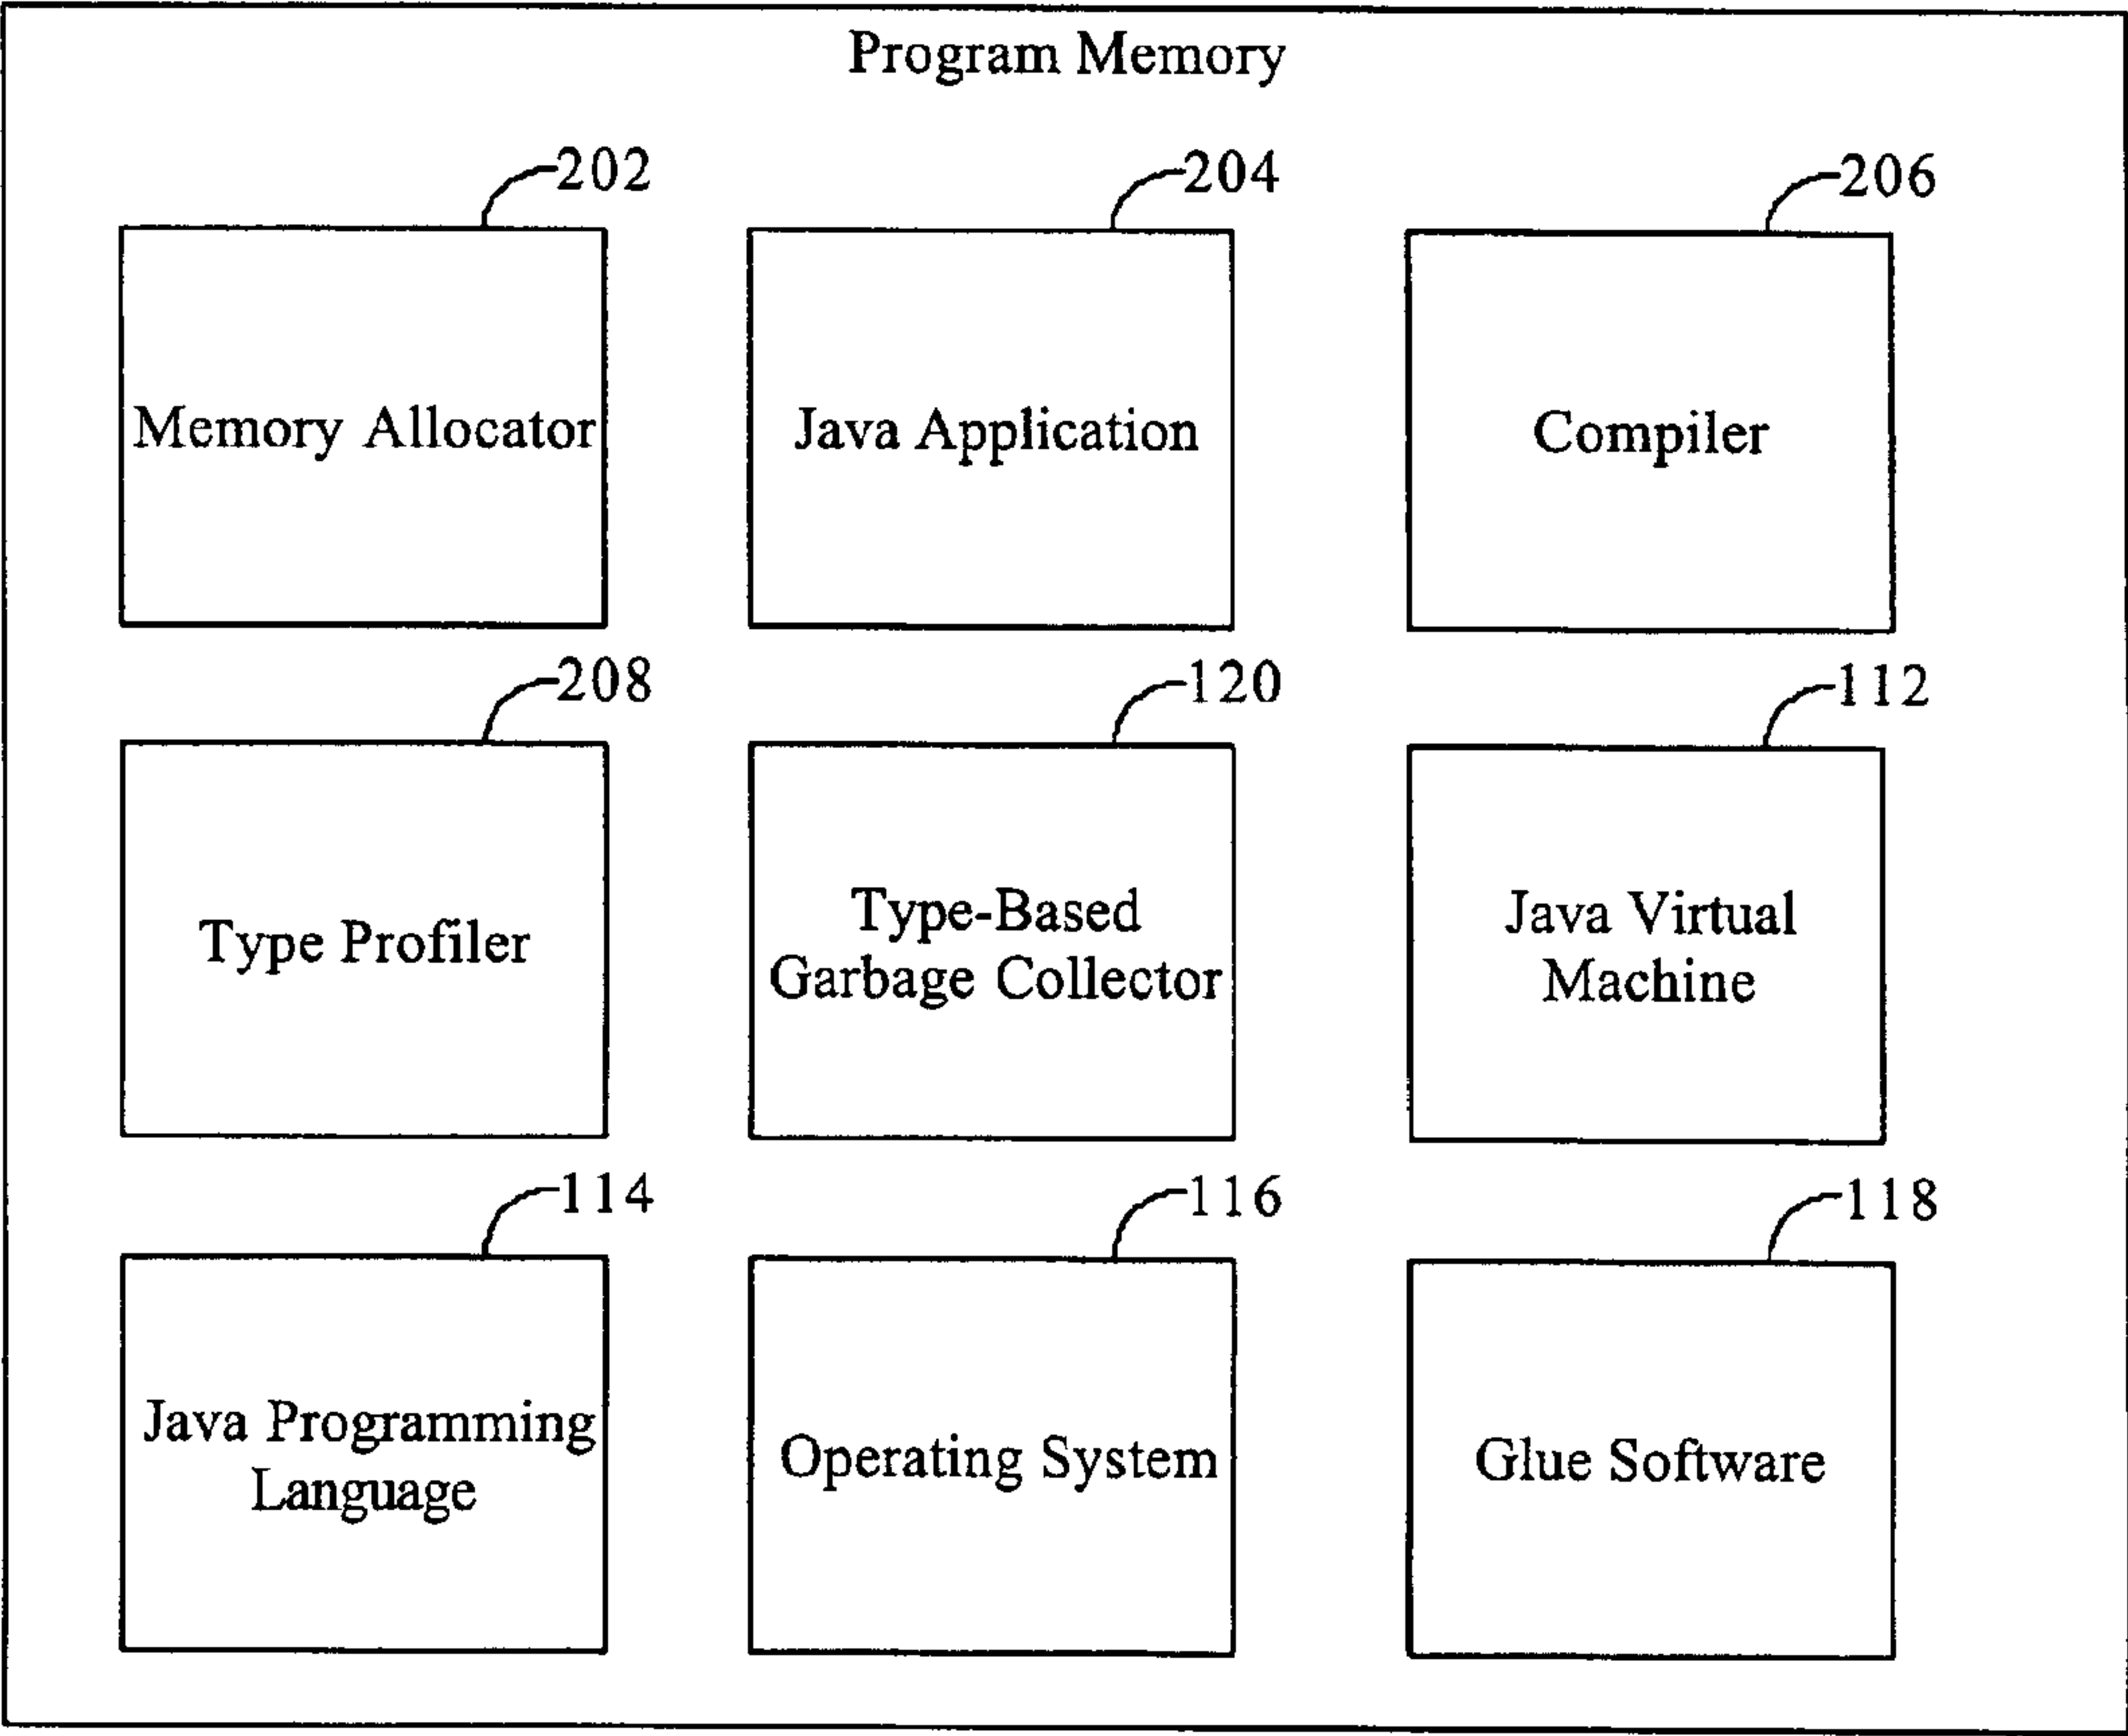 Program Memory
202
204
206
Memory Allocator
Java Application
Compiler
208
120
112
Type Profiler
Type-Based
Garbage Collector
Java Virtual
Machine
114
116
118
Java Programming
Language
Operating System
Glue Software